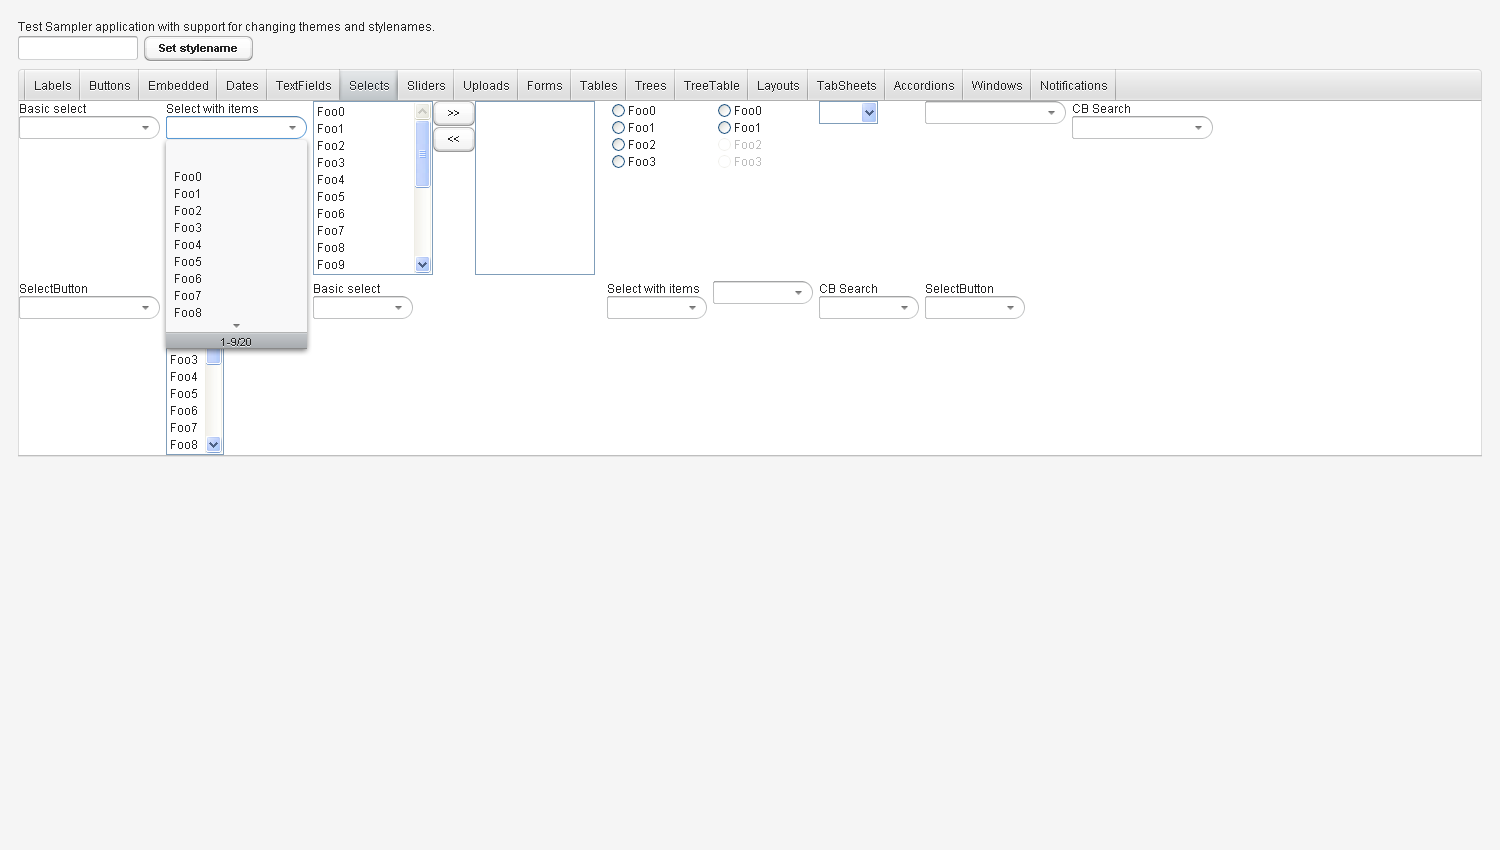 Test Sampler application with support for changing themes and stylenames.
Set stylename
Labels Buttons Embedded Dates TextFields Selects Sliders Uploads Forms Tables Trees TreeTable Layouts TabSheets Accordions Windows Notifications
Basic select
Select with items
Foo0
Foo1
Foo2
Foo3
Foo4
Foo5
Foo6
Foo7
Foo8
1-9/20
Foo0
Foo1
Foo2
Foo3
Foo4
Foo5
Foo6
Foo7
Foo8
Foo9
>>
<<
Foo0
Foo1
Foo2
Foo3
Foo0
Foo1
Foo2
Foo3
CB Search
SelectButton
Basic select
Select with items
CB Search
SelectButton
Foo3
Foo4
Foo5
Foo6
Foo7
Foo8